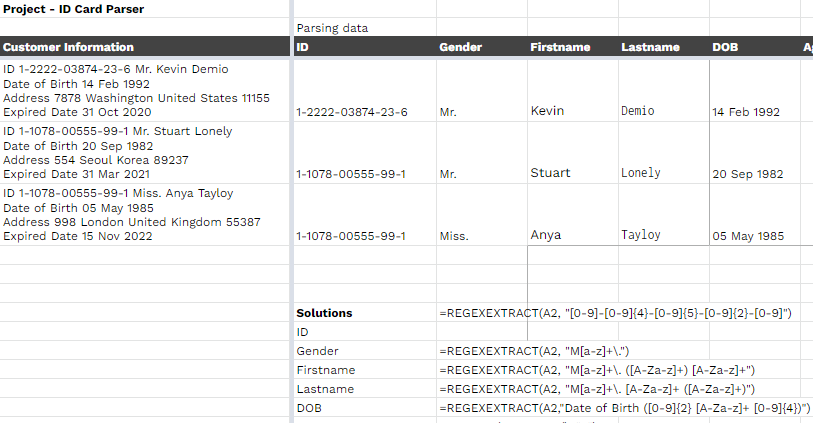 Project - ID Card Parser
Parsing data
Customer Information ID Gender Firstname Lastname DOB
ID 1-2222-03874-23-6 Mr. Kevin Demio
Date of Birth 14 Feb 1992
Address 7878 Washington United States 11155
Expired Date 31 Oct 2020
1-2222-03874-23-6 Mr. Kevin Demio 14 Feb 1992
ID 1-1078-00555-99-1 Mr. Stuart Lonely
Date of Birth 20 Sep 1982
Address 554 Seoul Korea 89237
Expired Date 31 Mar 2021
1-1078-00555-99-1 Mr. Stuart Lonely 20 Sep 1982
ID 1-1078-00555-99-1 Miss. Anya Tayloy
Date of Birth 05 May 1985
Address 998 London United Kingdom 55387
Expired Date 15 Nov 2022
1-1078-00555-99-1 Miss. Anya Tayloy 05 May 1985
Solutions =REGEXEXTRACT(A2, "[0-9]-[0-9]{4}-[0-9]{5}-[0-9]{2}-[0-9]")
ID
Gender =REGEXEXTRACT(A2, "M[a-z]+\.")
Firstname =REGEXEXTRACT(A2, "M[a-z]+\. ([A-Za-z]+) [A-Za-z]+")
Lastname =REGEXEXTRACT(A2, "M[a-z]+\. [A-Za-z]+ ([A-Za-z]+)")
DOB =REGEXEXTRACT(A2,"Date of Birth ([0-9]{2} [A-Za-z]+ [0-9]{4})")